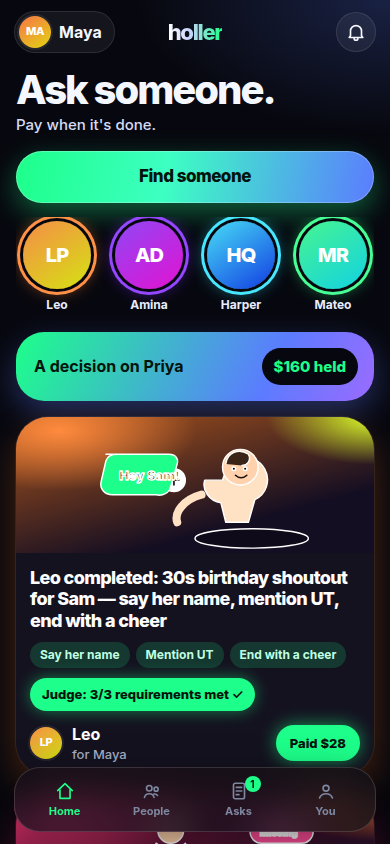 MA Maya
holler
Ask someone.
Pay when it's done.
Find someone
LP AD HQ MR
Leo Amina Harper Mateo
A decision on Priya
$160 held
Hey Sam!
Leo completed: 30s birthday shoutout
for Sam — say her name, mention UT,
end with a cheer
Say her name Mention UT End with a cheer
Judge: 3/3 requirements met ✓
LP Leo
for Maya
Paid $28
1
Home People Asks You